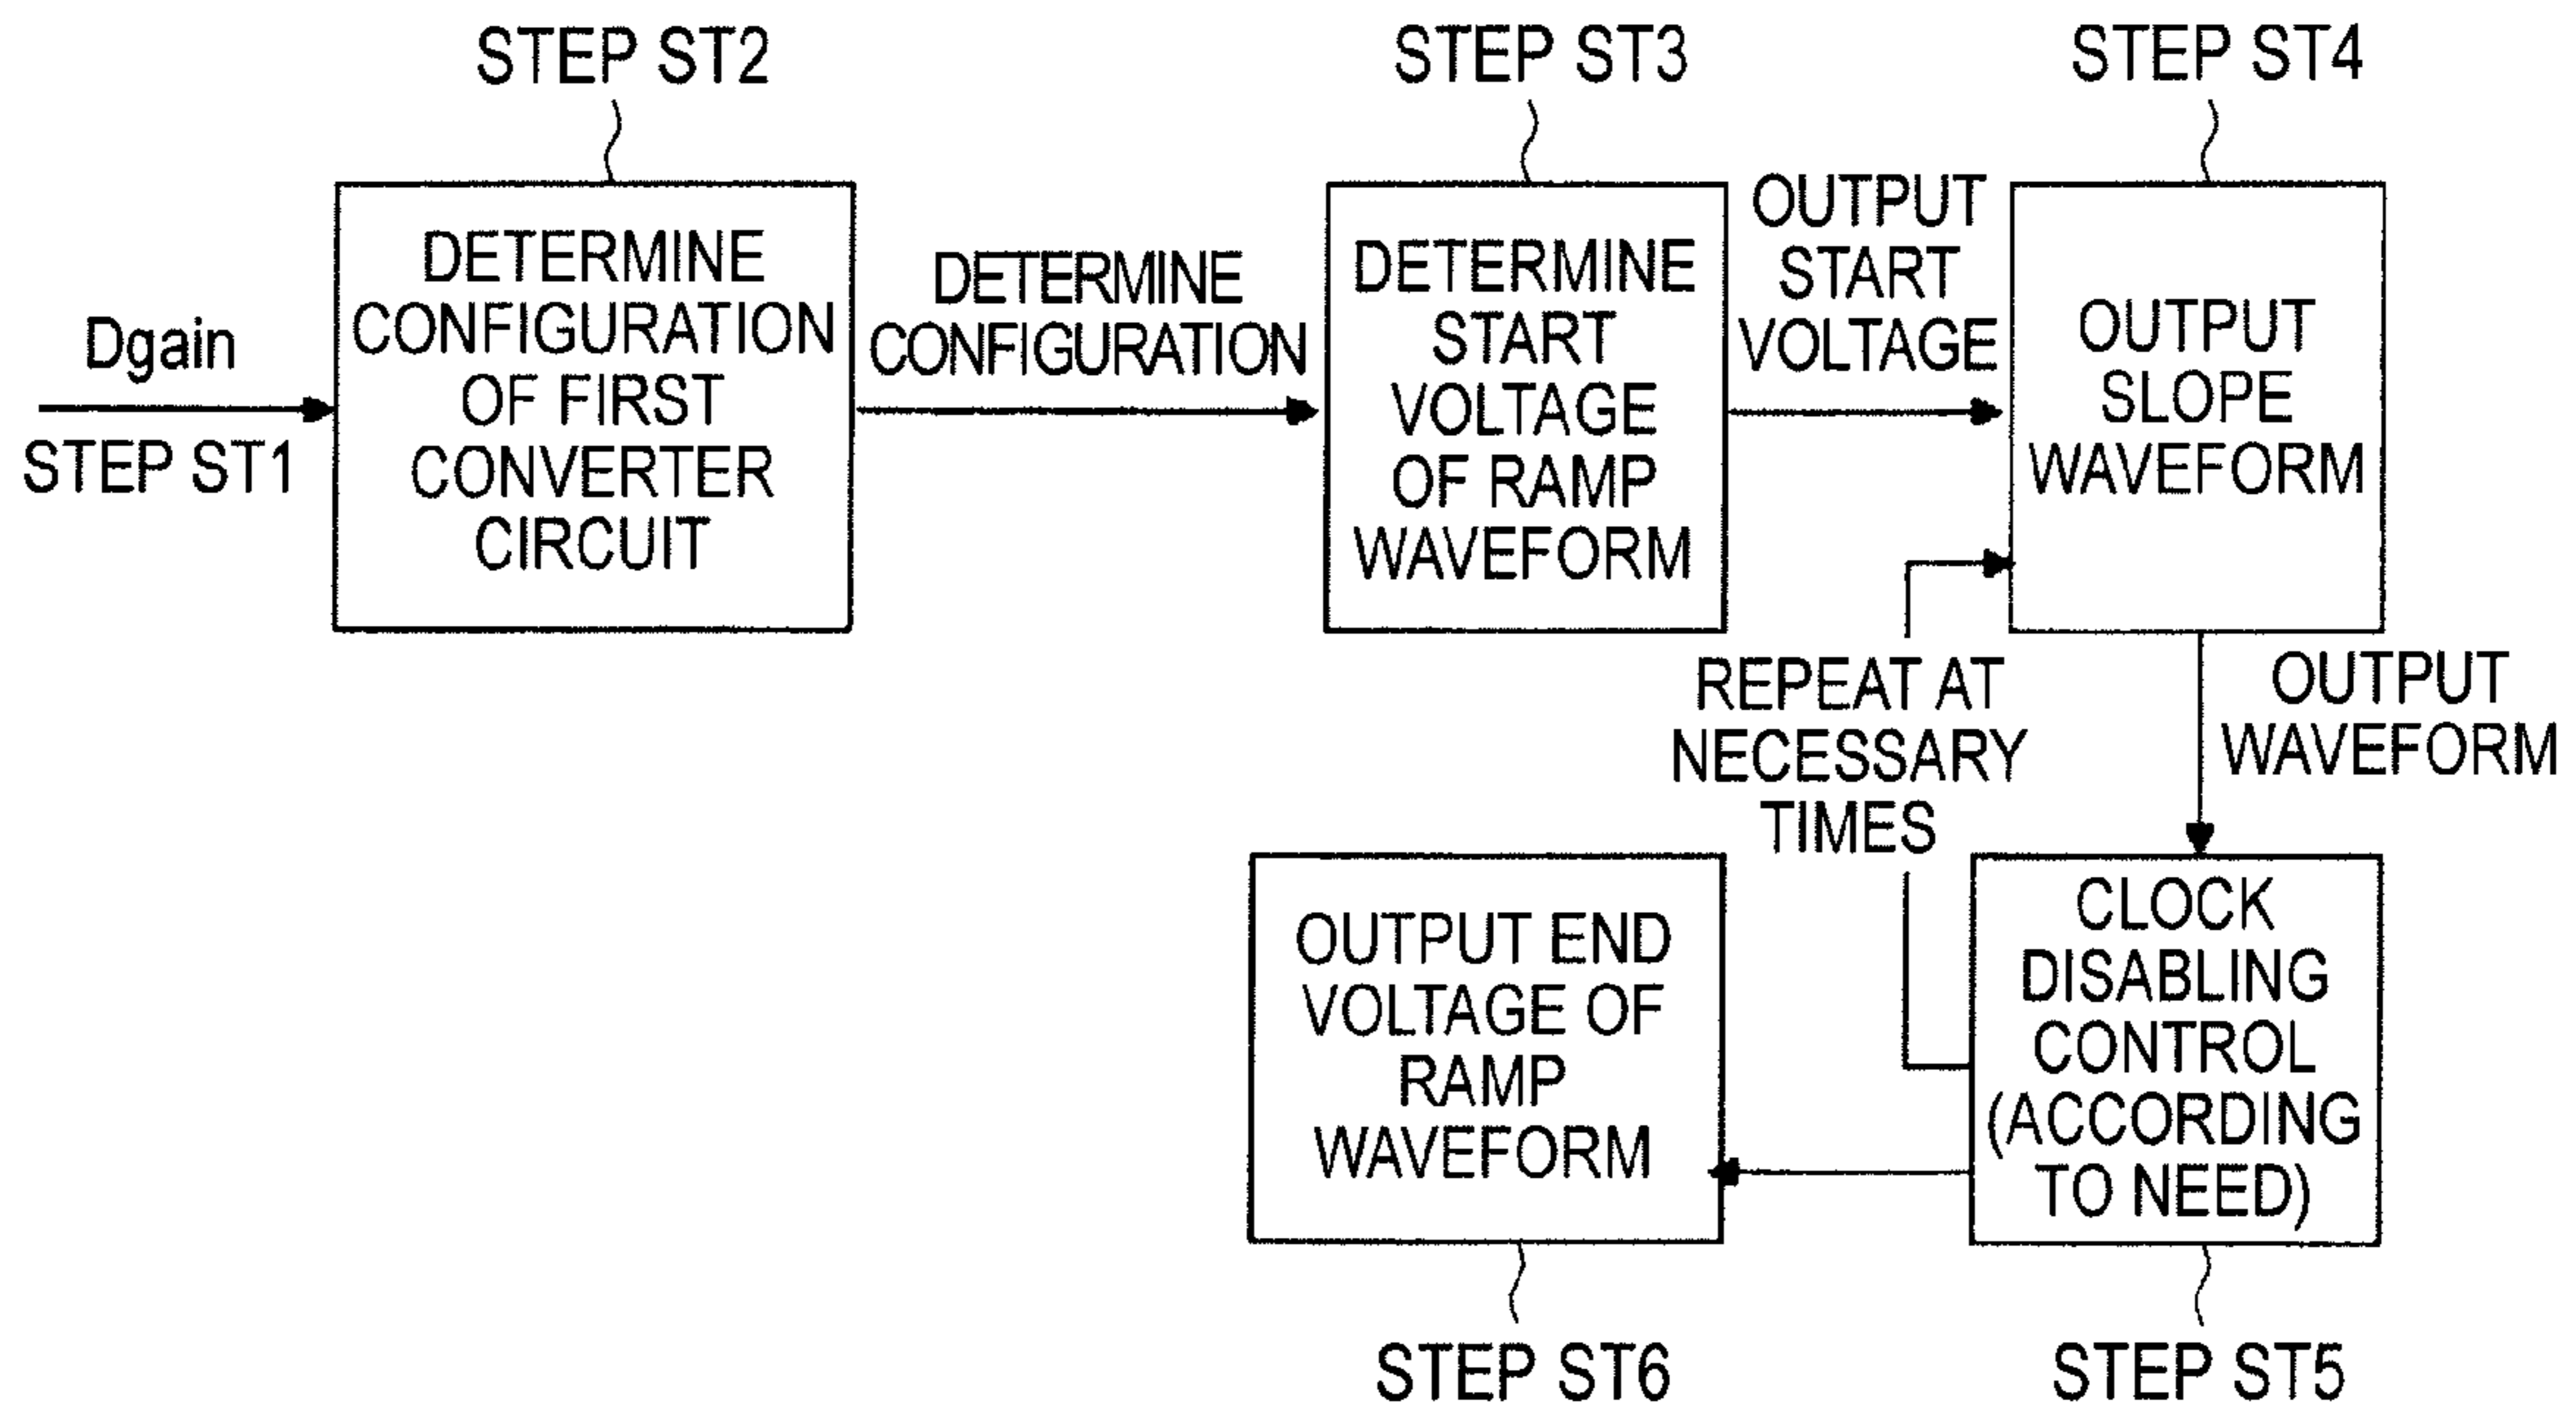 STEP ST2
STEP ST3
STEP ST4
Dgain
STEP ST1
DETERMINE
CONFIGURATION
OF FIRST
CONVERTER
CIRCUIT
DETERMINE
CONFIGURATION
DETERMINE
START
VOLTAGE
OF RAMP
WAVEFORM
OUTPUT
START
VOLTAGE
OUTPUT
SLOPE
WAVEFORM
REPEAT AT
NECESSARY
TIMES
OUTPUT
WAVEFORM
OUTPUT END
VOLTAGE OF
RAMP
WAVEFORM
CLOCK
DISABLING
CONTROL
(ACCORDING
TO NEED)
STEP ST6
STEP ST5